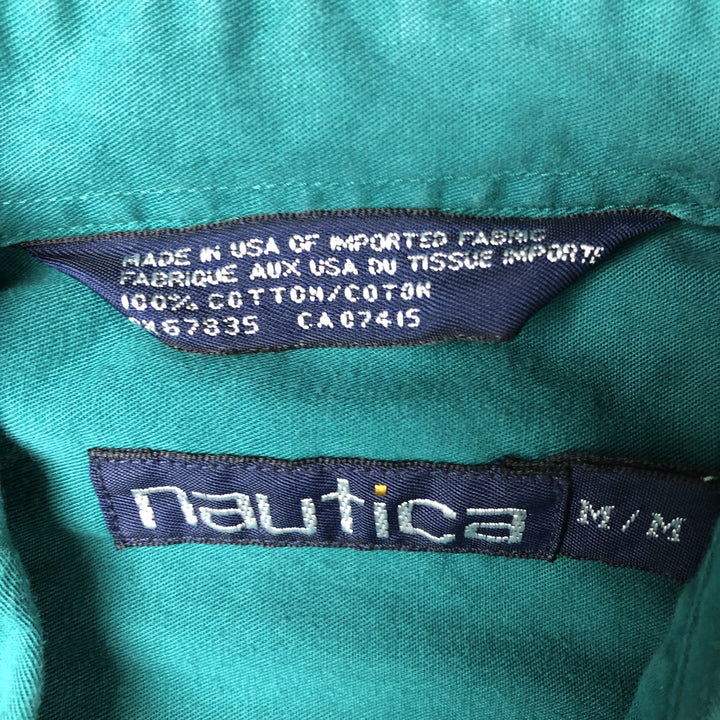 MADE IN USA OF IMPORTED FABRIC
FABRIQUE AUX USA DU TISSUE IMPORTE
100% COTTON/COTON
RN67835 CA07415
nautica M/M